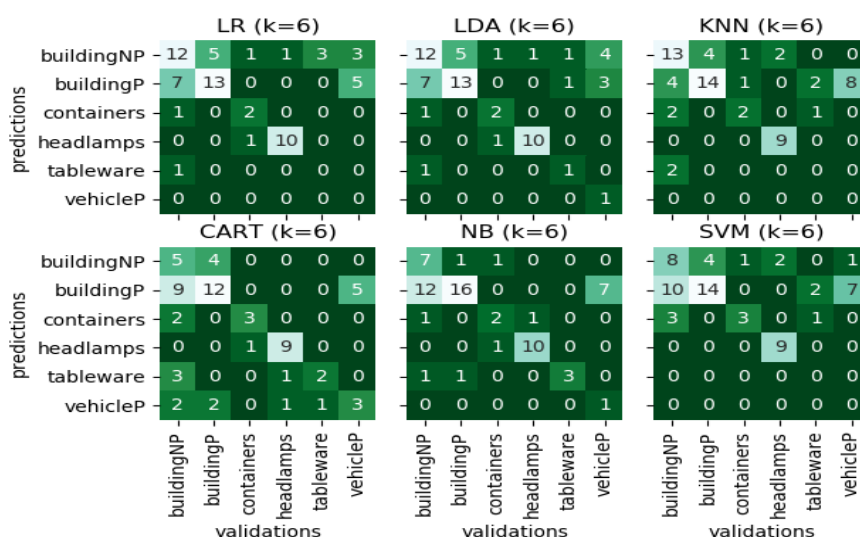 LR (k=6) LDA (k=6) KNN (k=6)
buildingNP 12 5 1 1 3 3 12 5 1 1 1 4 13 4 1 2 0 0
buildingP 7 13 0 0 0 5 7 13 0 0 1 3 4 14 1 0 2 8
containers 1 0 2 0 0 0 1 0 2 0 0 0 2 0 2 0 1 0
headlamps 0 0 1 10 0 0 0 0 1 10 0 0 0 0 0 9 0 0
tableware 1 0 0 0 0 0 1 0 0 0 1 0 2 0 0 0 0 0
vehicleP 0 0 0 0 0 0 0 0 0 0 0 1 0 0 0 0 0 0
predictions
CART (k=6) NB (k=6) SVM (k=6)
buildingNP 5 4 0 0 0 0 7 1 1 0 0 0 8 4 1 2 0 1
buildingP 9 12 0 0 0 5 12 16 0 0 0 7 10 14 0 0 2 7
containers 2 0 3 0 0 0 1 0 2 1 0 0 3 0 3 0 1 0
headlamps 0 0 1 9 0 0 0 0 1 10 0 0 0 0 0 9 0 0
tableware 3 0 0 1 2 0 1 1 0 0 3 0 0 0 0 0 0 0
vehicleP 2 2 0 1 1 3 0 0 0 0 0 1 0 0 0 0 0 0
predictions
buildingNP buildingP containers headlamps tableware vehicleP buildingNP buildingP containers headlamps tableware vehicleP buildingNP buildingP containers headlamps tableware vehicleP
validations validations validations